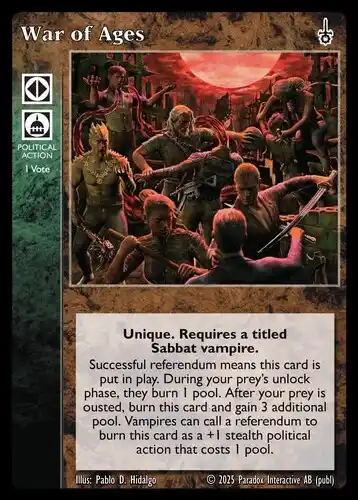 War of Ages
POLITICAL
ACTION
1 Vote
Unique. Requires a titled
Sabbat vampire.
Successful referendum means this card is
put in play. During your prey's unlock
phase, they burn 1 pool. After your prey is
ousted, burn this card and gain 3 additional
pool. Vampires can call a referendum to
burn this card as a +1 stealth political
action that costs 1 pool.
Illus: Pablo D. Hidalgo © 2025 Paradox Interactive AB (publ)